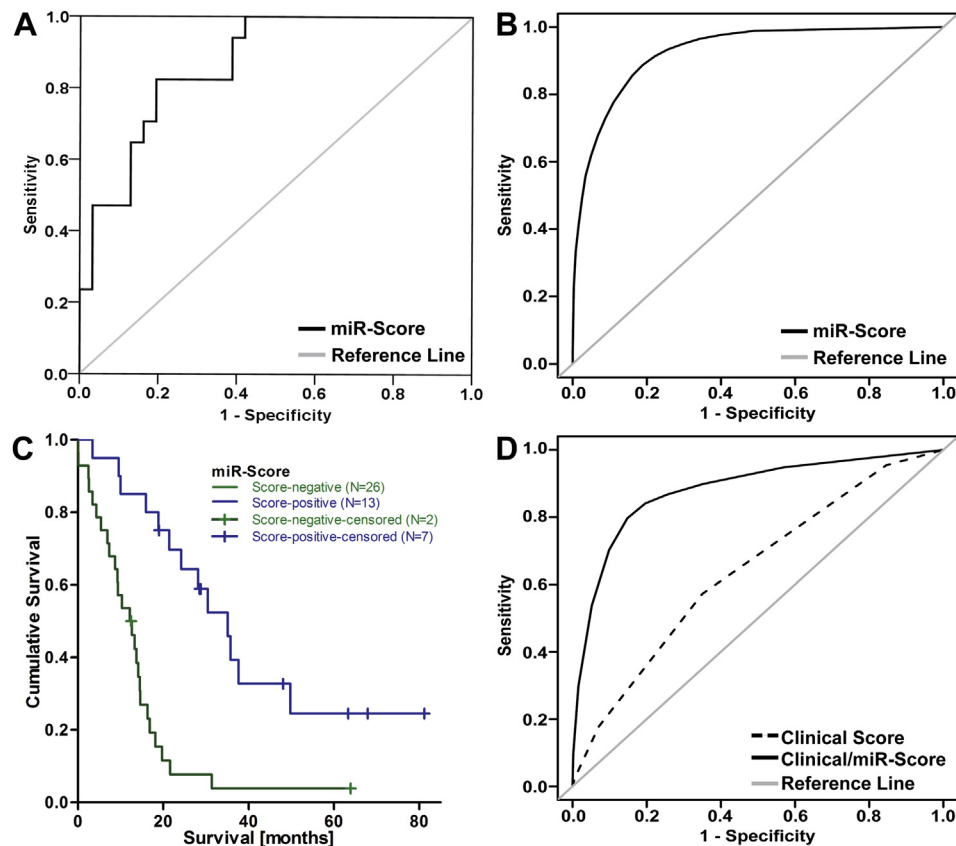 A
1.0
0.8
0.6
0.4
0.2
0.0
Sensitivity
miR-Score
Reference Line
0.0 0.2 0.4 0.6 0.8 1.0
1 - Specificity
B
1.0
0.8
0.6
0.4
0.2
0.0
Sensitivity
miR-Score
Reference Line
0.0 0.2 0.4 0.6 0.8 1.0
1 - Specificity
C
1.0
0.8
0.6
0.4
0.2
0.0
Cumulative Survival
miR-Score
Score-negative (N=26)
Score-positive (N=13)
Score-negative-censored (N=2)
Score-positive-censored (N=7)
0 20 40 60 80
Survival [months]
D
1.0
0.8
0.6
0.4
0.2
0.0
Sensitivity
Clinical Score
Clinical/miR-Score
Reference Line
0.0 0.2 0.4 0.6 0.8 1.0
1 - Specificity